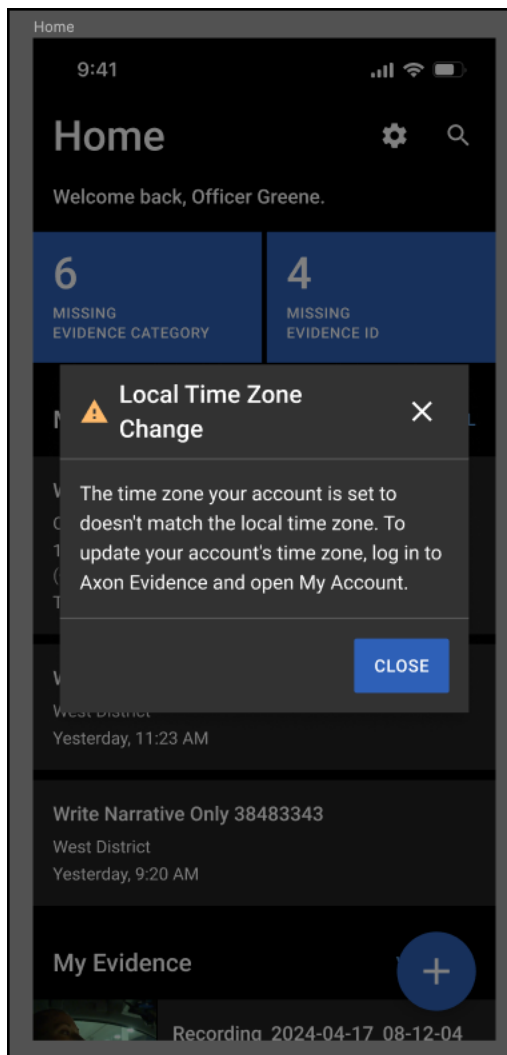 Home
9:41
Home
Welcome back, Officer Greene.
6
MISSING
EVIDENCE CATEGORY
4
MISSING
EVIDENCE ID
Local Time Zone
Change
The time zone your account is set to
doesn't match the local time zone. To
update your account's time zone, log in to
Axon Evidence and open My Account.
CLOSE
West District
Yesterday, 11:23 AM
Write Narrative Only 38483343
West District
Yesterday, 9:20 AM
My Evidence
Recording_2024-04-17_08-12-04